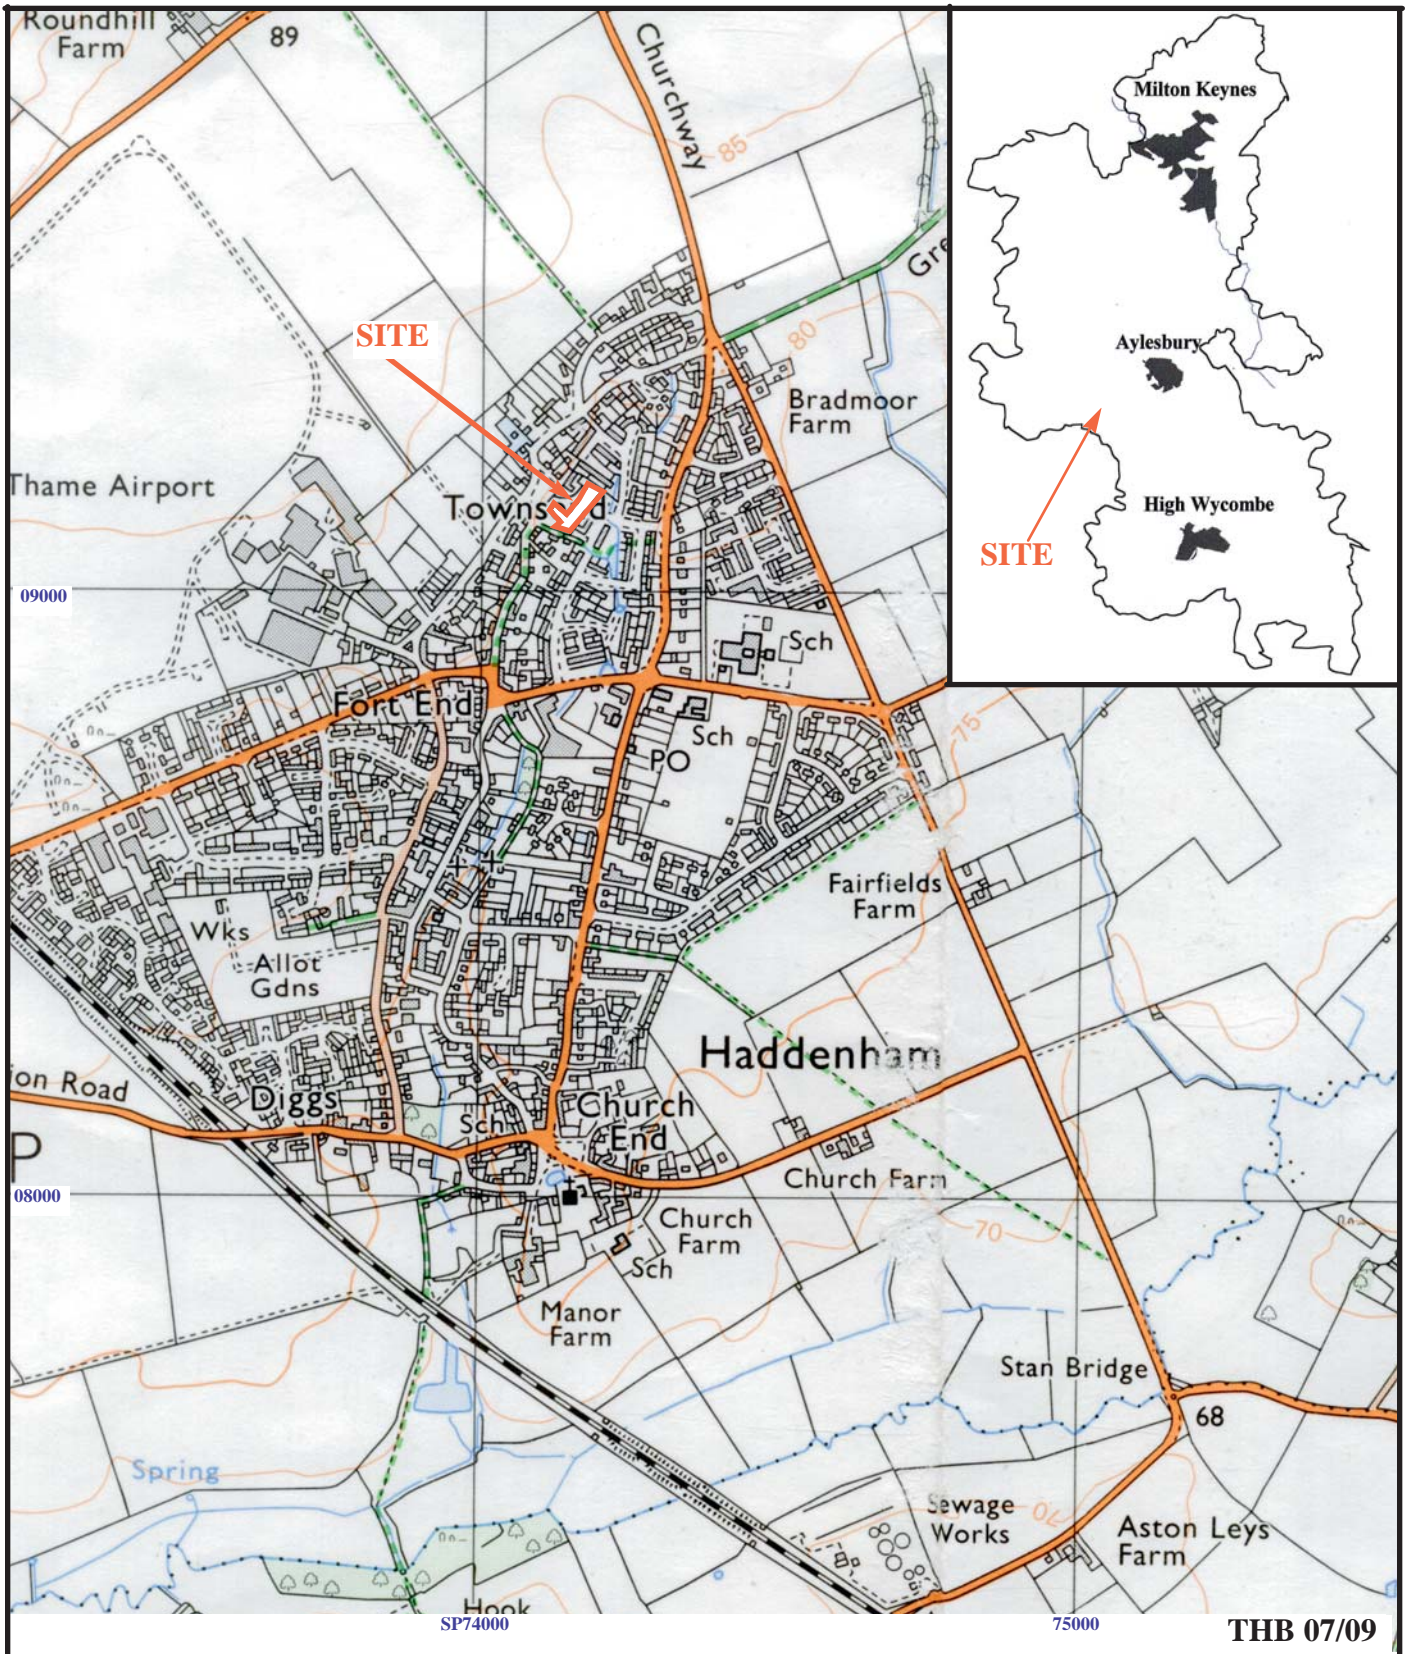 Roundhill
Farm
89
Churchway
85
Gre
80
SITE
Bradmoor
Farm
Thame Airport
Towns d
09000
Sch
Fort End
Sch
PO
75
Fairfields
Farm
Wks
Allot
Gdns
Haddenham
ion Road
Diggs
Sch
Church
End
P
08000
Church Farm
Church
Farm
70
Sch
Manor
Farm
Stan Bridge
68
Spring
Sewage
Works
70
Aston Leys
Farm
Hook
SP74000
75000
THB 07/09
Milton Keynes
Aylesbury
High Wycombe
SITE